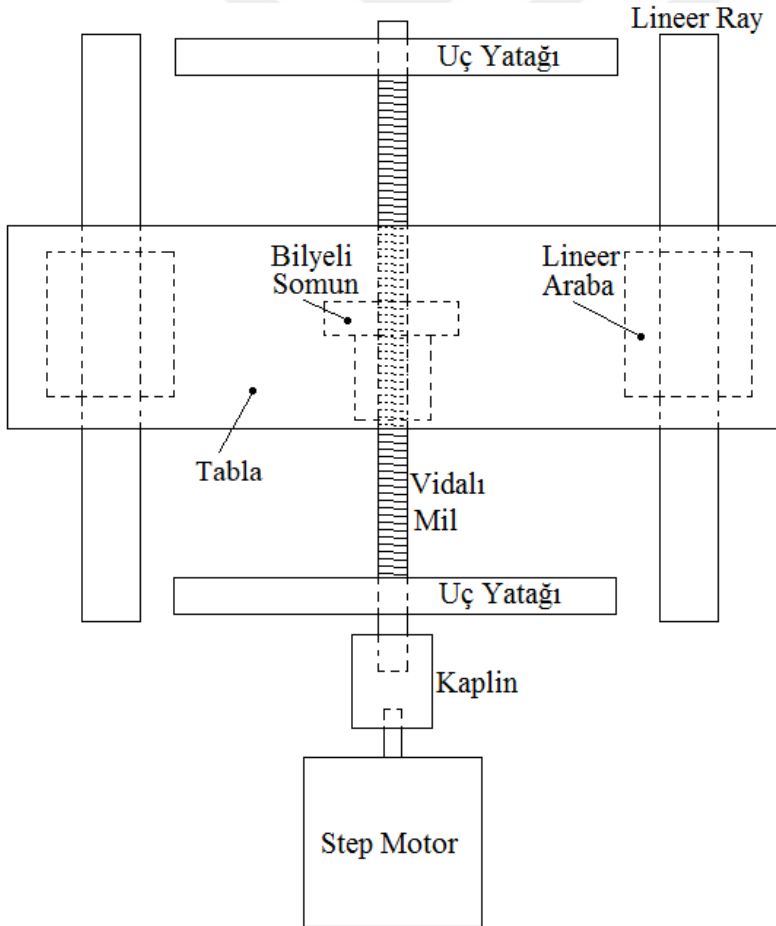 Lineer Ray
Uç Yatağı
Bilyeli
Somun
Lineer
Araba
Tabla
Vidalı
Mil
Uç Yatağı
Kaplin
Step Motor